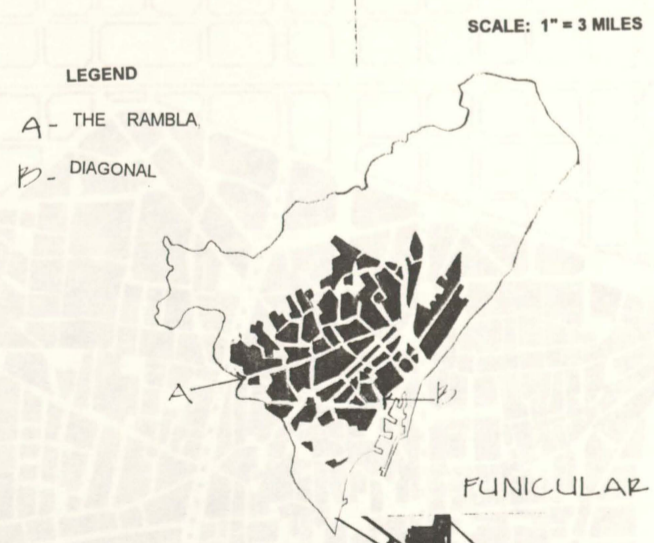 SCALE: 1" = 3 MILES
LEGEND
A - THE RAMBLA
B - DIAGONAL
A
B
FUNICULAR